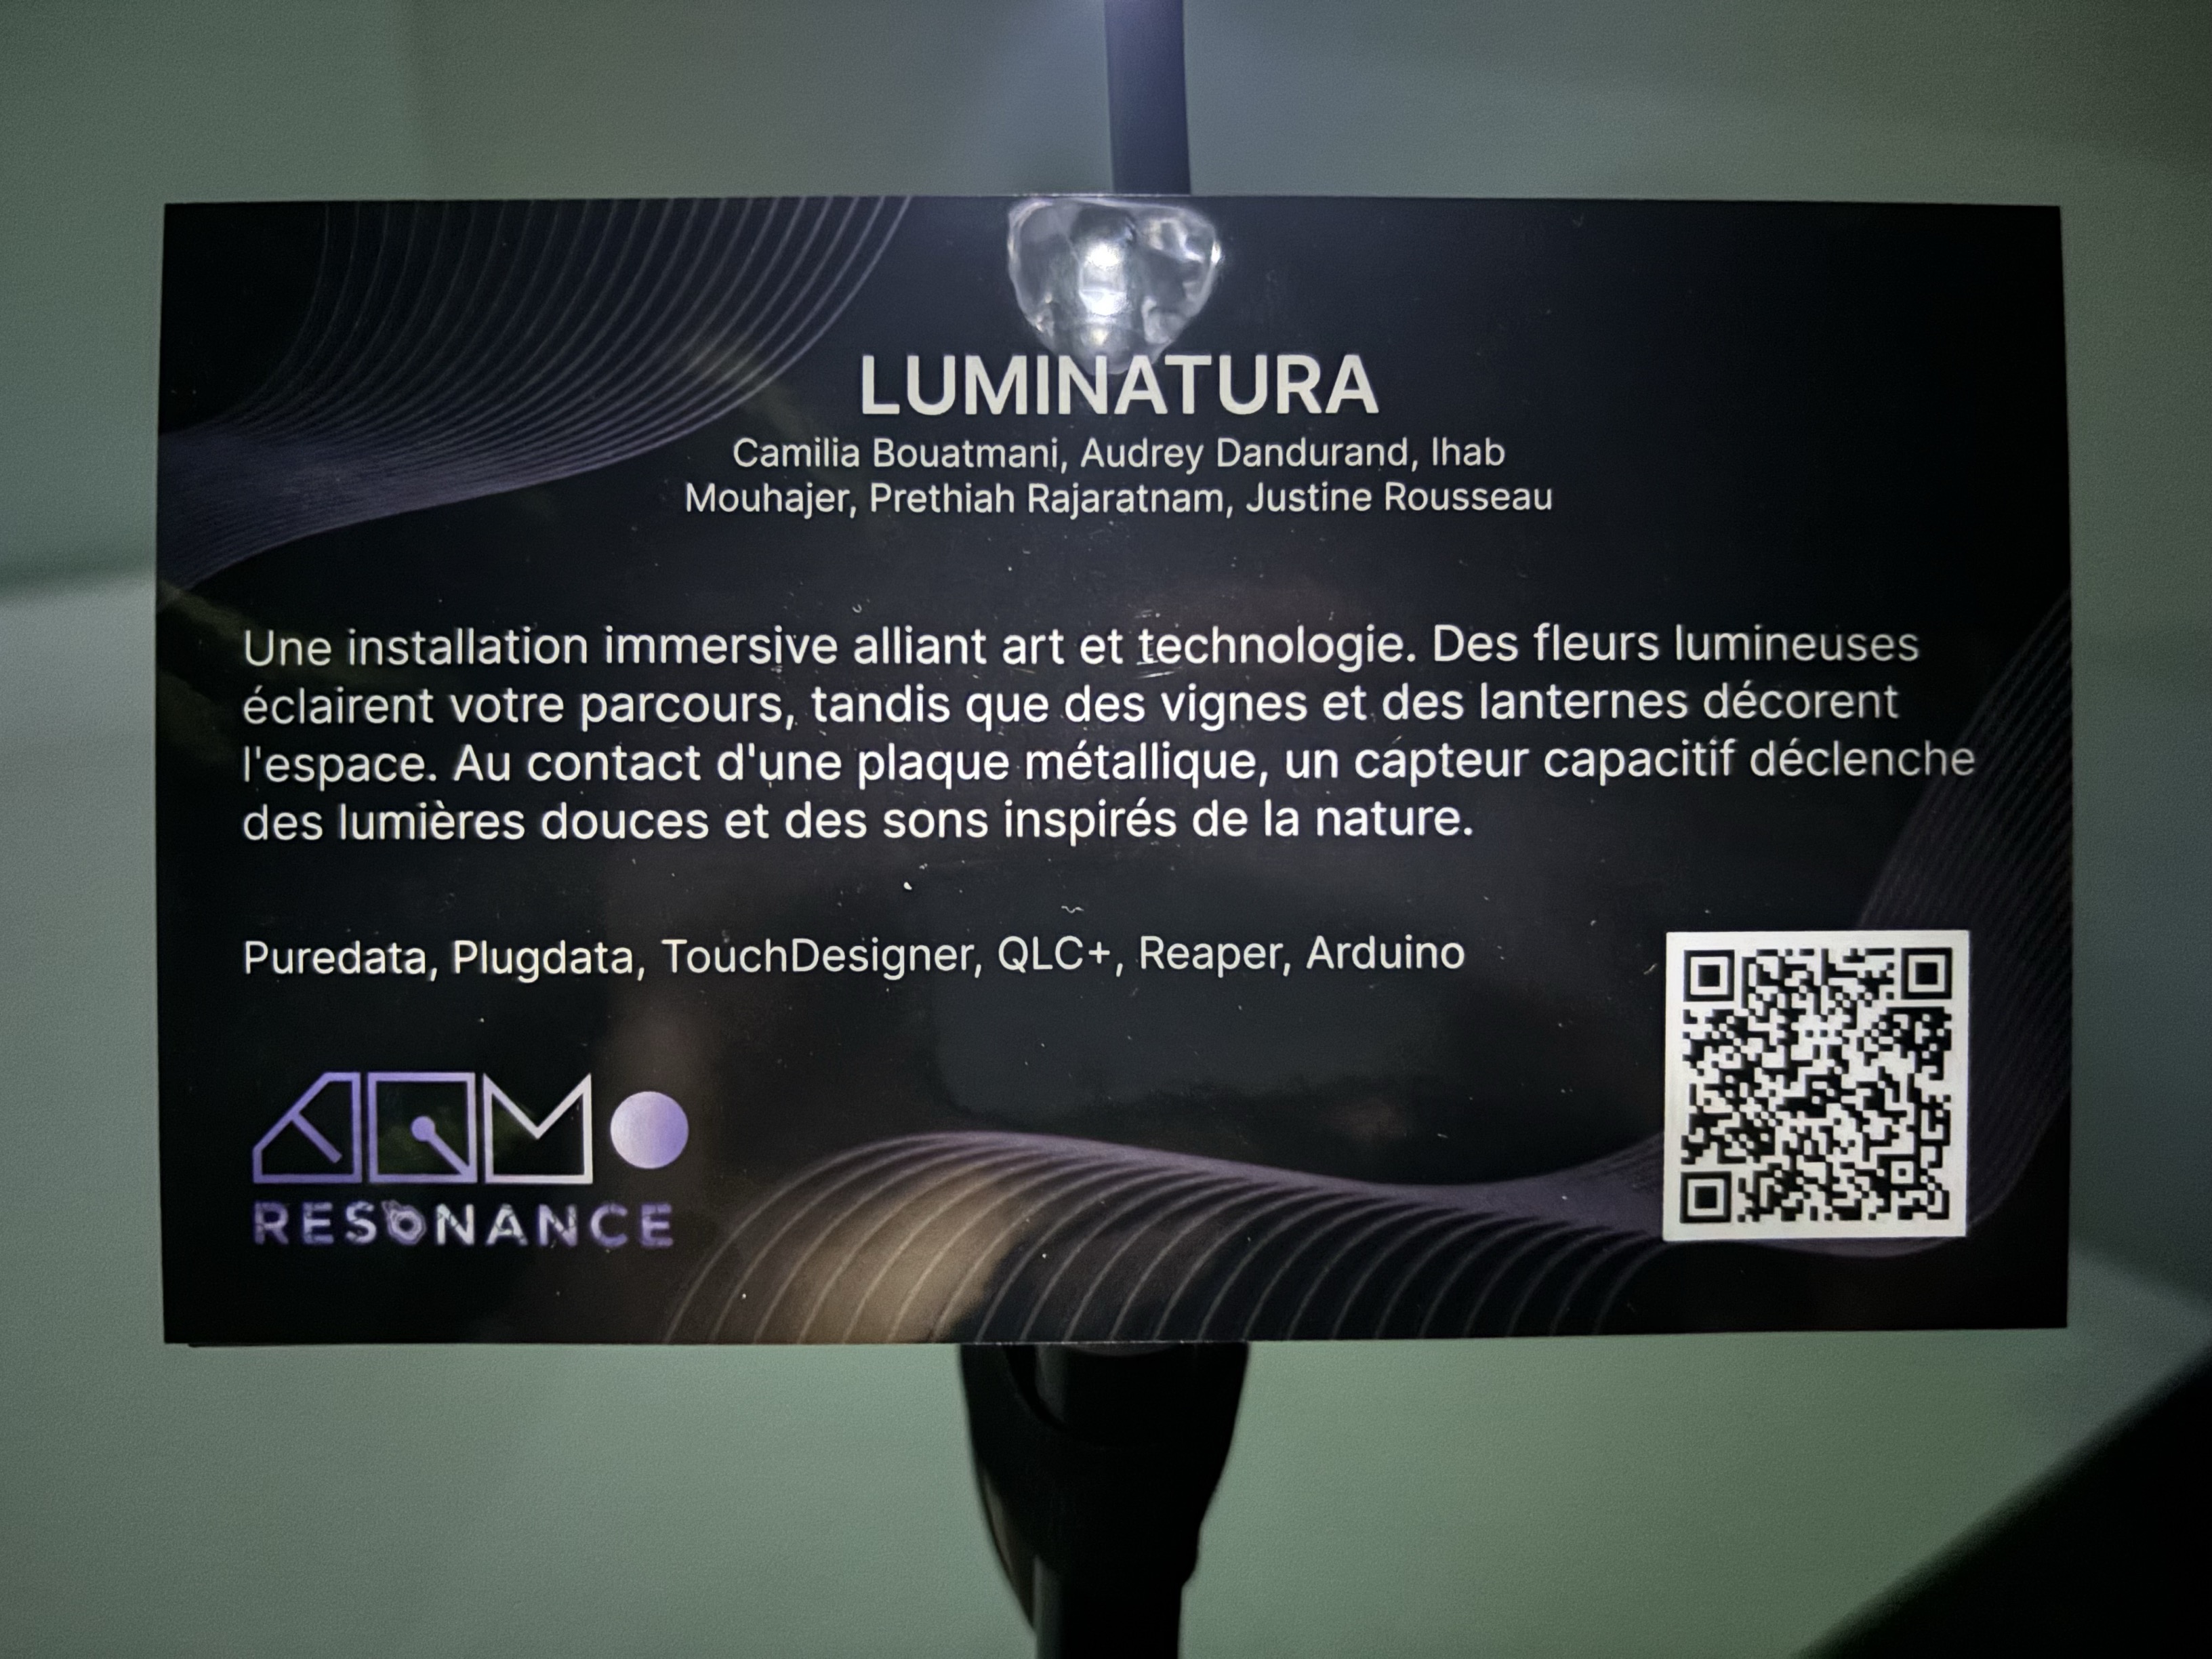 LUMINATURA
Camilia Bouatmani, Audrey Dandurand, Ihab
Mouhajer, Prethiah Rajaratnam, Justine Rousseau
Une installation immersive alliant art et technologie. Des fleurs lumineuses
éclairent votre parcours, tandis que des vignes et des lanternes décorent
l'espace. Au contact d'une plaque métallique, un capteur capacitif déclenche
des lumières douces et des sons inspirés de la nature.
Puredata, Plugdata, TouchDesigner, QLC+, Reaper, Arduino
RESONANCE